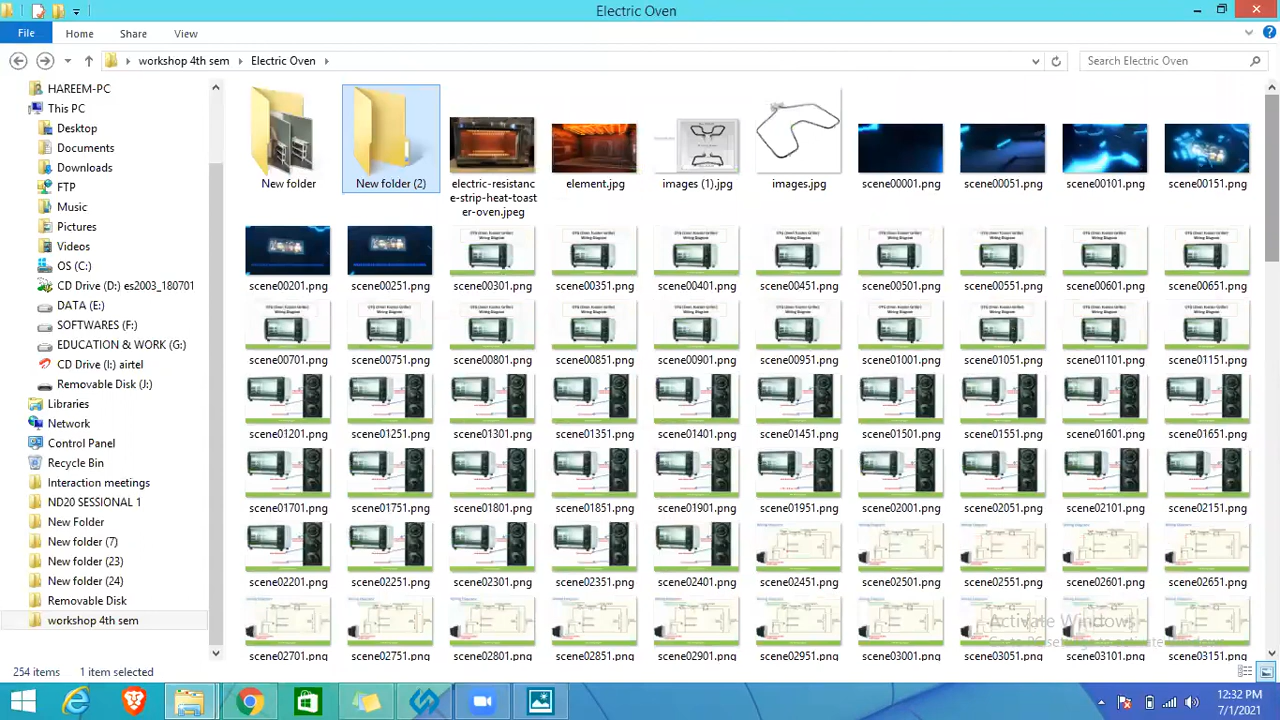 Electric Oven
File Home Share View
workshop 4th sem Electric Oven Search Electric Oven
HAREEM-PC
This PC
Desktop
Documents
Downloads
FTP
Music
Pictures
Videos
OS (C:)
CD Drive (D:) es2003_180701
DATA (E:)
SOFTWARES (F:)
EDUCATION & WORK (G:)
CD Drive (I:) airtel
Removable Disk (J:)
Libraries
Network
Control Panel
Recycle Bin
Interaction meetings
ND20 SESSIONAL 1
New Folder
New folder (7)
New folder (23)
New folder (24)
Removable Disk
workshop 4th sem
New folder New folder (2) electric-resistanc images (1).jpg images.jpg scene00001.png scene00051.png scene00101.png scene00151.png
element.jpg
e-strip-heat-toast
er-oven.jpeg
scene00201.png scene00251.png scene00301.png scene00351.png scene00401.png scene00451.png scene00501.png scene00551.png scene00601.png scene00651.png
scene00701.png scene00751.png scene00801.png scene00851.png scene00901.png scene00951.png scene01001.png scene01051.png scene01101.png scene01151.png
scene01201.png scene01251.png scene01301.png scene01351.png scene01401.png scene01451.png scene01501.png scene01551.png scene01601.png scene01651.png
scene01701.png scene01751.png scene01801.png scene01851.png scene01901.png scene01951.png scene02001.png scene02051.png scene02101.png scene02151.png
scene02201.png scene02251.png scene02301.png scene02351.png scene02401.png scene02451.png scene02501.png scene02551.png scene02601.png scene02651.png
scene02701.png scene02751.png scene02801.png scene02851.png scene02901.png scene02951.png scene03001.png scene03051.png scene03101.png scene03151.png
Activate Windows
254 items 1 item selected
12:32 PM
7/1/2021